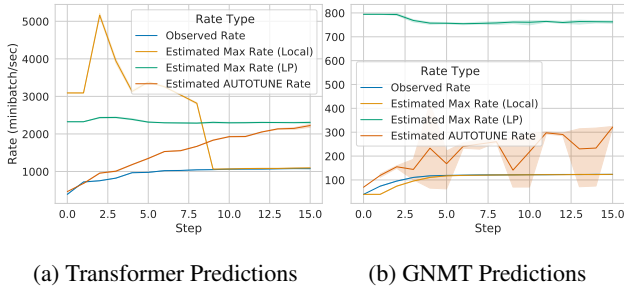 5000
4000
3000
2000
1000
Rate (minibatch/sec)
Rate Type
Observed Rate
Estimated Max Rate (Local)
Estimated Max Rate (LP)
Estimated AUTOTUNE Rate
0.0 2.5 5.0 7.5 10.0 12.5 15.0
Step
(a) Transformer Predictions
800
700
600
500
400
300
200
100
0
Rate Type
Observed Rate
Estimated Max Rate (Local)
Estimated Max Rate (LP)
Estimated AUTOTUNE Rate
0.0 2.5 5.0 7.5 10.0 12.5 15.0
Step
(b) GNMT Predictions